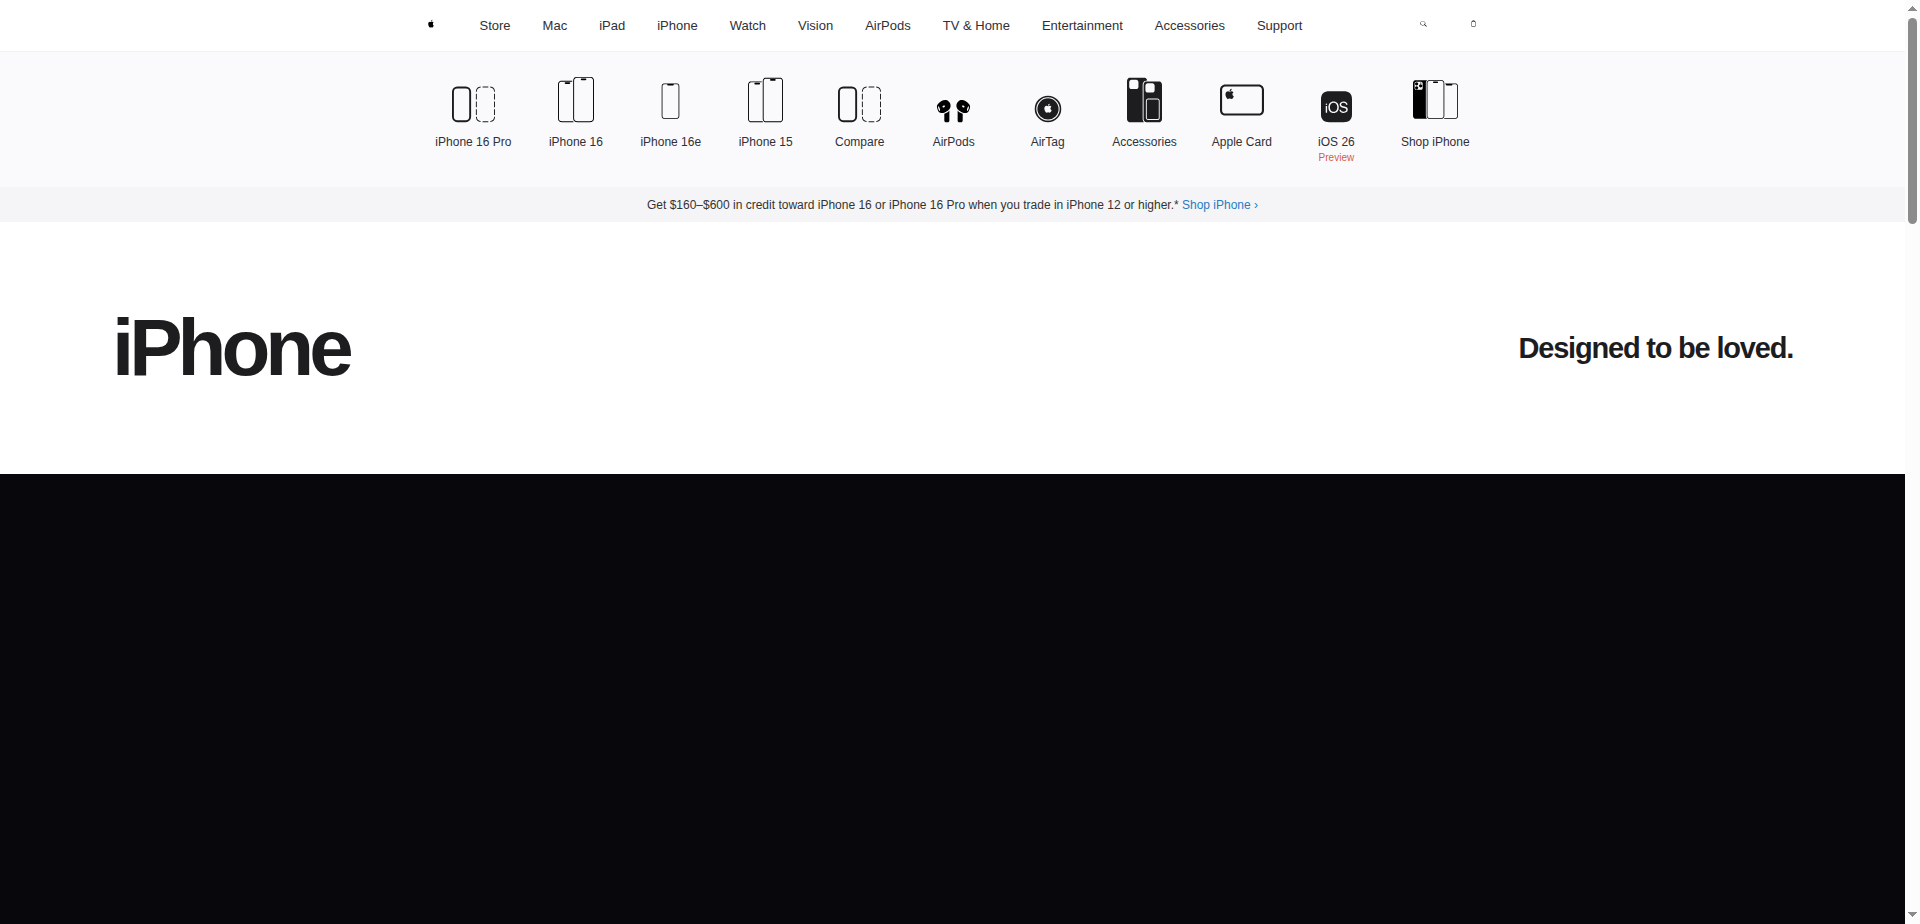 Store Mac iPad iPhone Watch Vision AirPods TV & Home Entertainment Accessories Support
iOS
iPhone 16 Pro iPhone 16 iPhone 16e iPhone 15 Compare AirPods AirTag Accessories Apple Card iOS 26 Shop iPhone
Preview
Get $160–$600 in credit toward iPhone 16 or iPhone 16 Pro when you trade in iPhone 12 or higher.* Shop iPhone ›
iPhone
Designed to be loved.